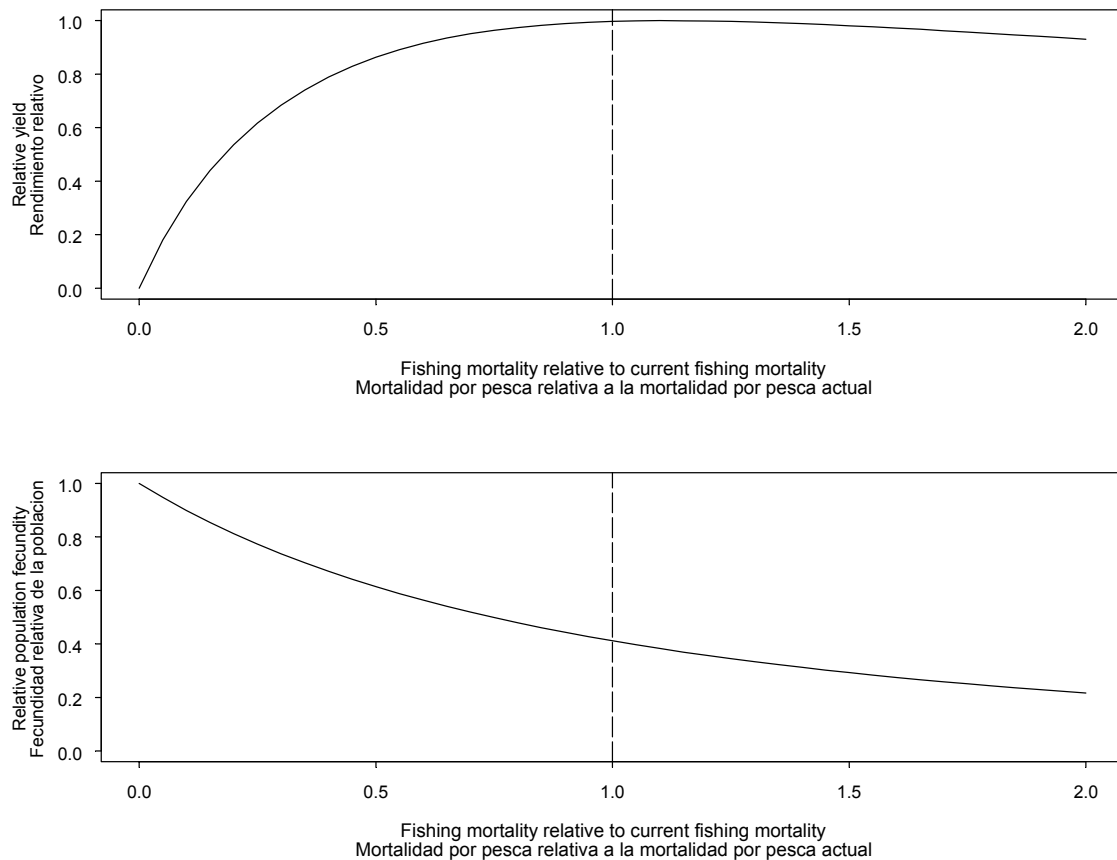 Relative yield
Rendimiento relativo
1.0
0.8
0.6
0.4
0.2
0.0
0.0 0.5 1.0 1.5 2.0
Fishing mortality relative to current fishing mortality
Mortalidad por pesca relativa a la mortalidad por pesca actual
Relative population fecundity
Fecundidad relativa de la poblacion
1.0
0.8
0.6
0.4
0.2
0.0
0.0 0.5 1.0 1.5 2.0
Fishing mortality relative to current fishing mortality
Mortalidad por pesca relativa a la mortalidad por pesca actual